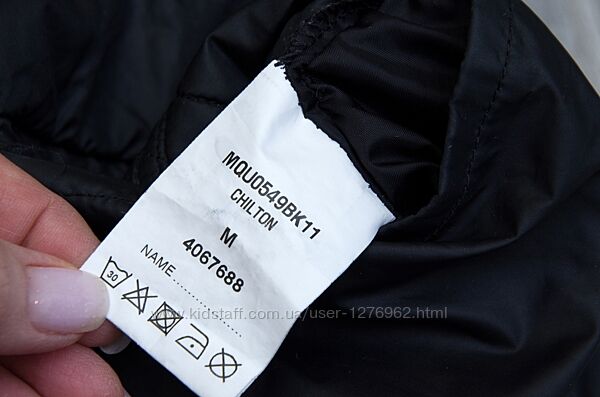 MQU0549BK11
CHILTON
M
4067688
NAME....................
30
www.kidstaff.com.ua/user-1276962.html